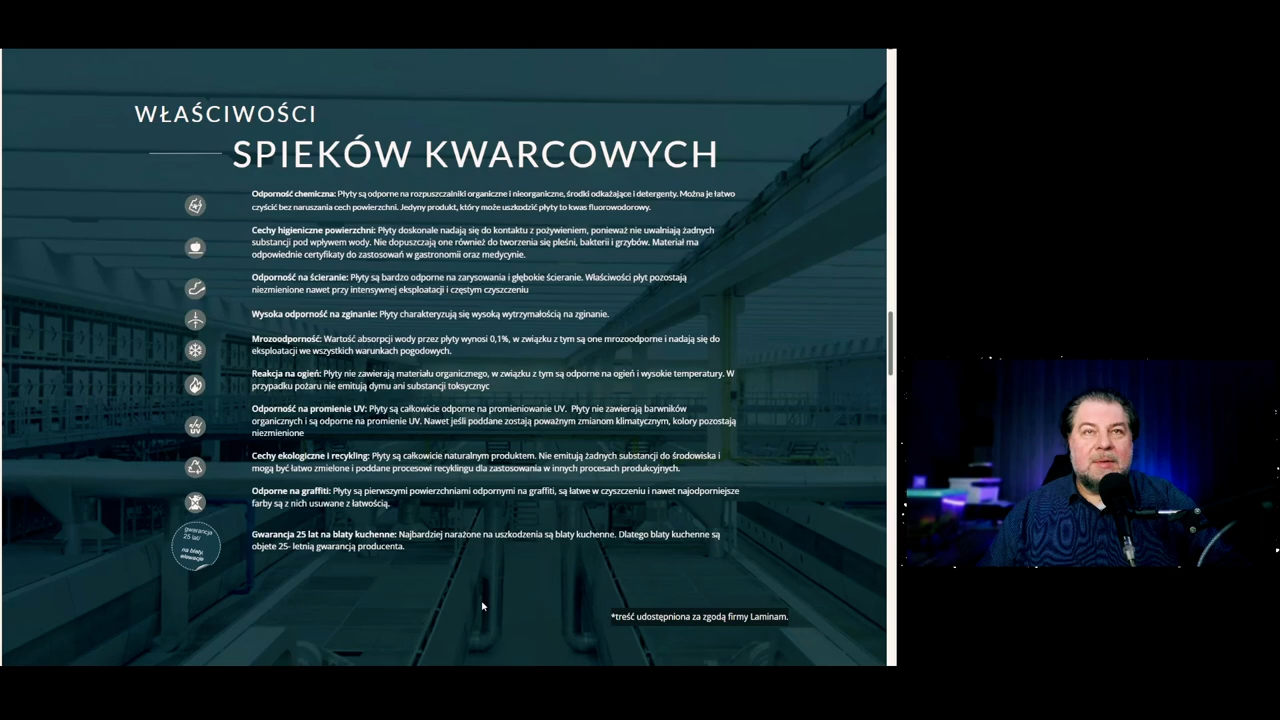 WŁAŚCIWOŚCI
SPIEKÓW KWARCOWYCH
Odporność chemiczna: Płyty są odporne na rozpuszczalniki organiczne i nieorganiczne, środki odkażające i detergenty. Można je łatwo
czyścić bez naruszania cech powierzchni. Jedyny produkt, który może uszkodzić płyty to kwas fluorowodorowy.
Cechy higieniczne powierzchni: Płyty doskonale nadają się do kontaktu z pożywieniem, ponieważ nie uwalniają żadnych
substancji pod wpływem wody. Nie dopuszczają one również do tworzenia się pleśni, bakterii i grzybów. Materiał ma
odpowiednie certyfikaty do zastosowań w gastronomii oraz medycynie.
Odporność na ścieranie: Płyty są bardzo odporne na zarysowania i głębokie ścieranie. Właściwości płyt pozostają
niezmienione nawet przy intensywnej eksploatacji i częstym czyszczeniu
Wysoka odporność na zginanie: Płyty charakteryzują się wysoką wytrzymałością na zginanie.
Mrozoodporność: Wartość absorpcji wody przez płyty wynosi 0,1%, w związku z tym są one mrozoodporne i nadają się do
eksploatacji we wszystkich warunkach pogodowych.
Reakcja na ogień: Płyty nie zawierają materiału organicznego, w związku z tym są odporne na ogień i wysokie temperatury. W
przypadku pożaru nie emitują dymu ani substancji toksycznyc
Odporność na promienie UV: Płyty są całkowicie odporne na promieniowanie UV. Płyty nie zawierają barwników
organicznych i są odporne na promienie UV. Nawet jeśli poddane zostają poważnym zmianom klimatycznym, kolory pozostają
niezmienione
UV
Cechy ekologiczne i recykling: Płyty są całkowicie naturalnym produktem. Nie emitują żadnych substancji do środowiska i
mogą być łatwo zmielone i poddane procesowi recyklingu dla zastosowania w innych procesach produkcyjnych.
Odporne na graffiti: Płyty są pierwszymi powierzchniami odpornymi na graffiti, są łatwe w czyszczeniu i nawet najodporniejsze
farby są z nich usuwane z łatwością.
gwarancja
25 lat/
na blaty,
elewacje
Gwarancja 25 lat na blaty kuchenne: Najbardziej narażone na uszkodzenia są blaty kuchenne. Dlatego blaty kuchenne są
objete 25- letnią gwarancją producenta.
*treść udostępniona za zgodą firmy Laminam.